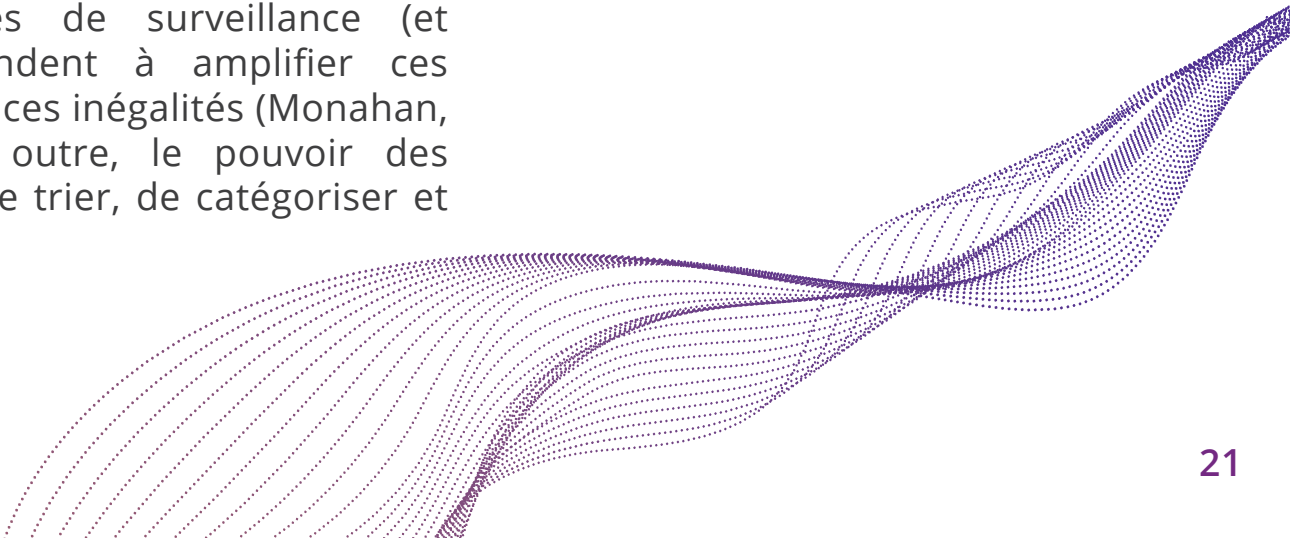 es de surveillance (et
ndent à amplifier ces
ces inégalités (Monahan,
outre, le pouvoir des
e trier, de catégoriser et
21